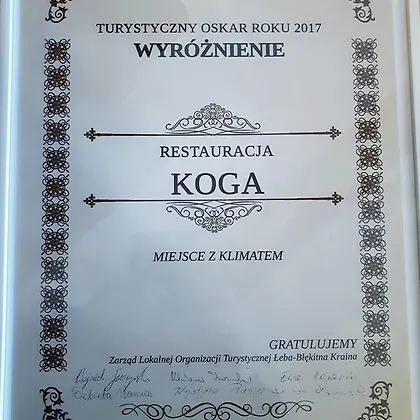 TURYSTYCZNY OSKAR ROKU 2017
WYRÓŻNIENIE
RESTAURACJA
KOGA
MIEJSCE Z KLIMATEM
GRATULUJEMY
Zarząd Lokalnej Organizacji Turystycznej Łeba-Błękitna Kraina